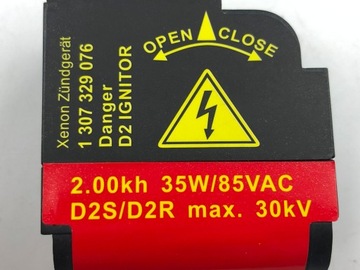 OPEN CLOSE
Xenon Zündgerät
1 307 329 076
Danger
D2 IGNITOR
2.00kh 35W/85VAC
D2S/D2R max. 30kV